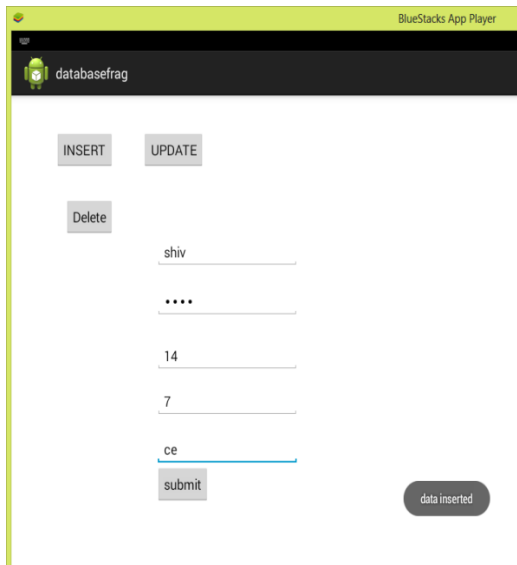 BlueStacks App Player
databasefrag
INSERT UPDATE
Delete
shiv
••••
14
7
ce
submit
data inserted